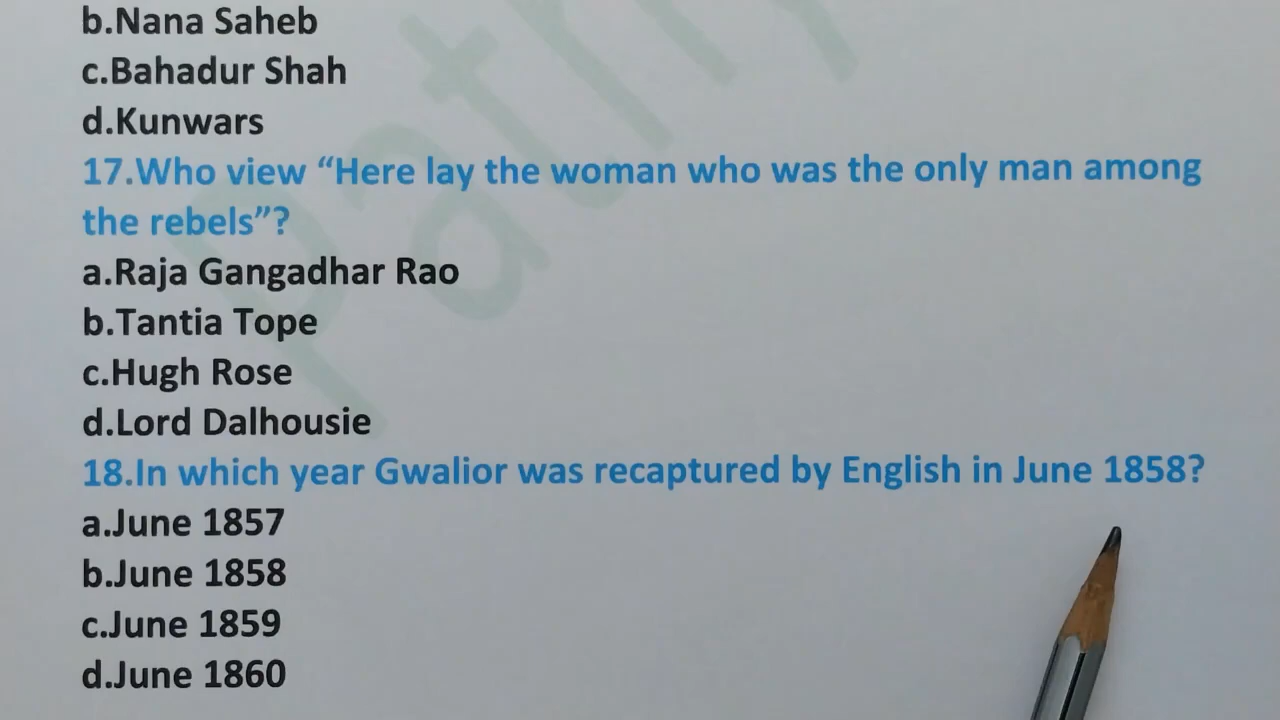 b.Nana Saheb
c.Bahadur Shah
d.Kunwars
17.Who view “Here lay the woman who was the only man among
the rebels”?
a.Raja Gangadhar Rao
b.Tantia Tope
c.Hugh Rose
d.Lord Dalhousie
18.In which year Gwalior was recaptured by English in June 1858?
a.June 1857
b.June 1858
c.June 1859
d.June 1860